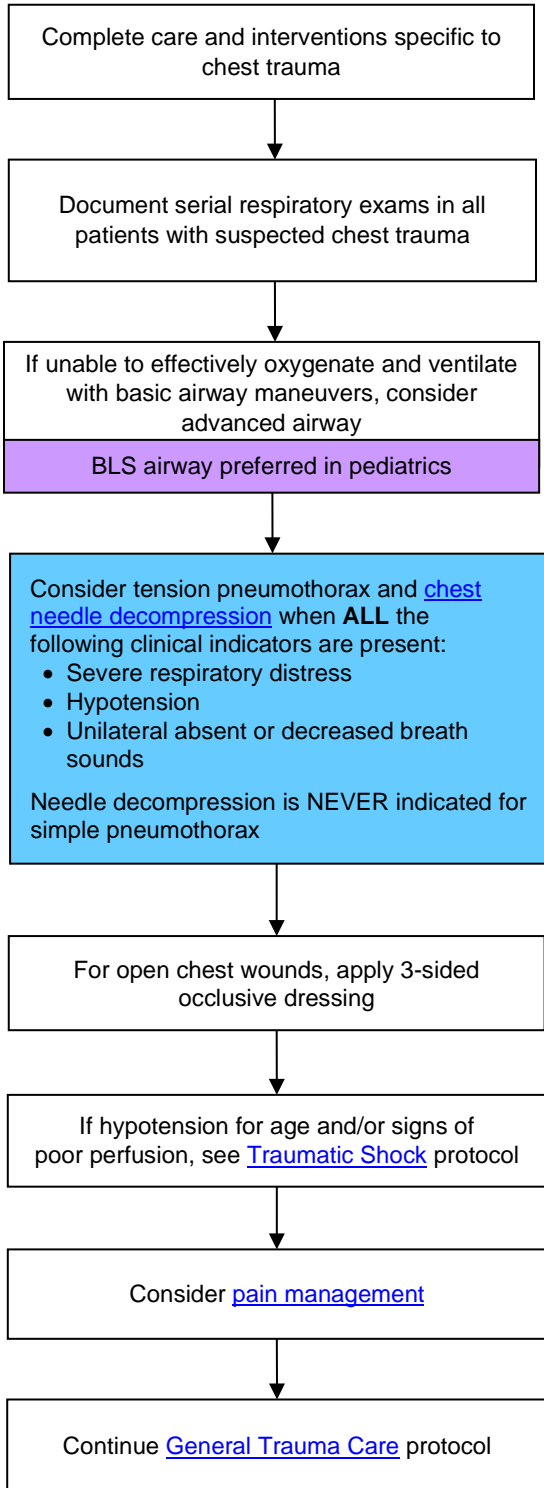 Complete care and interventions specific to
chest trauma
Document serial respiratory exams in all
patients with suspected chest trauma
If unable to effectively oxygenate and ventilate
with basic airway maneuvers, consider
advanced airway
BLS airway preferred in pediatrics
Consider tension pneumothorax and chest
needle decompression when ALL the
following clinical indicators are present:
• Severe respiratory distress
• Hypotension
• Unilateral absent or decreased breath
sounds
Needle decompression is NEVER indicated for
simple pneumothorax
For open chest wounds, apply 3-sided
occlusive dressing
If hypotension for age and/or signs of
poor perfusion, see Traumatic Shock protocol
Consider pain management
Continue General Trauma Care protocol